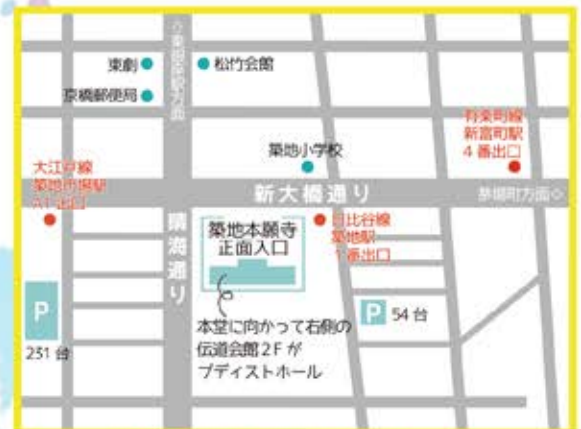 東劇
松竹会館
京橋郵便局
有楽町線
新富町駅
4番出口
築地小学校
大江戸線
築地市場駅
A1出口
新大橋通り
茅場町方面
晴海通り
築地本願寺
正面入口
日比谷線
築地駅
1番出口
P
231台
P 54台
本堂に向かって右側の
伝道会館2Fが
ブディストホール